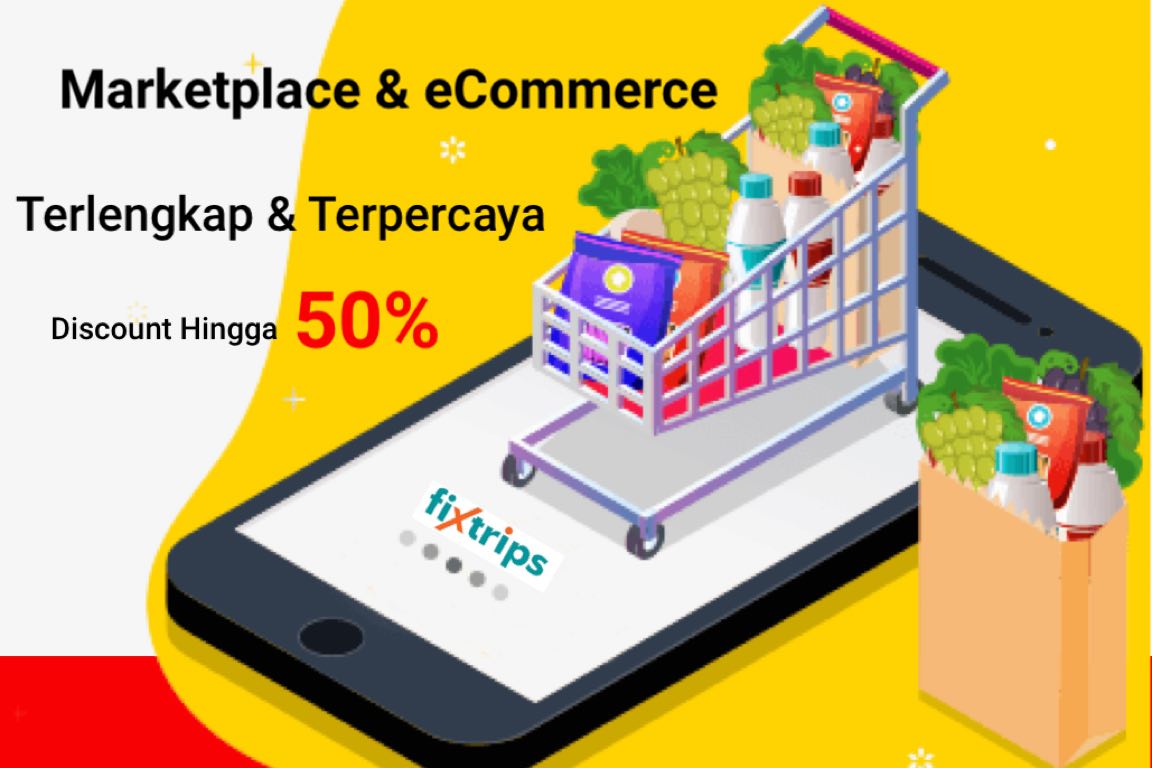 Marketplace & eCommerce
Terlengkap & Terpercaya
Discount Hingga 50%
fixtrips